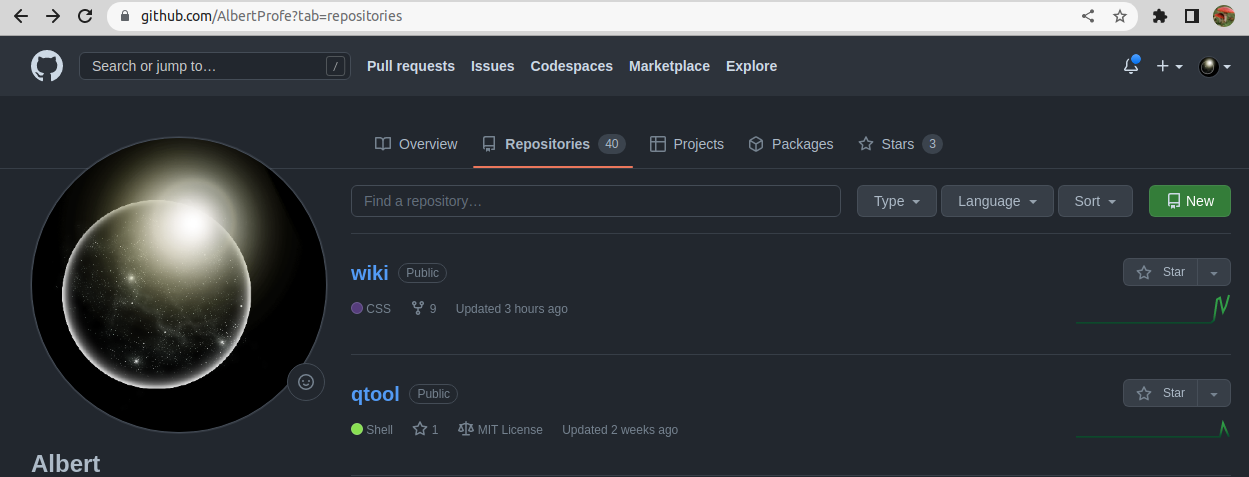 github.com/AlbertProfe?tab=repositories
Search or jump to… /
Pull requests Issues Codespaces Marketplace Explore
Overview Repositories 40 Projects Packages Stars 3
Find a repository…
Type Language Sort New
wiki Public
Star
CSS 9 Updated 3 hours ago
qtool Public
Star
Shell 1 MIT License Updated 2 weeks ago
Albert